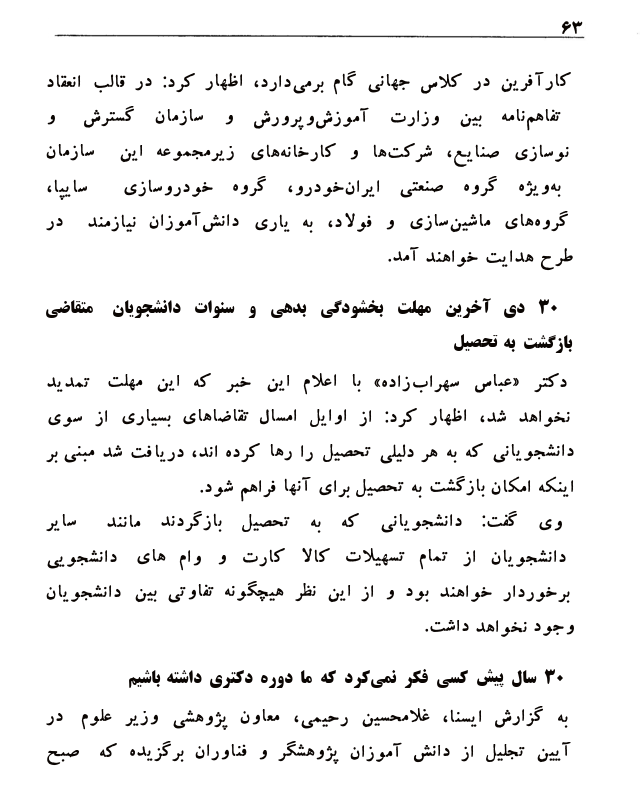 ۶۳
کارآفرین در کلاس جهانی گام برمی‌دارد، اظهار کرد: در قالب انعقاد
تفاهم‌نامه بین وزارت آموزش‌وپرورش و سازمان گسترش و
نوسازی صنایع، شرکت‌ها و کارخانه‌های زیرمجموعه این سازمان
به‌ویژه گروه صنعتی ایران‌خودرو، گروه خودروسازی سایپا،
گروه‌های ماشین‌سازی و فولاد، به یاری دانش‌آموزان نیازمند در
طرح هدایت خواهند آمد.
۳۰ دی آخرین مهلت بخشودگی بدهی و سنوات دانشجویان متقاضی
بازگشت به تحصیل
دکتر «عباس سهراب‌زاده» با اعلام این خبر که این مهلت تمدید
نخواهد شد، اظهار کرد: از اوایل امسال تقاضاهای بسیاری از سوی
دانشجویانی که به هر دلیلی تحصیل را رها کرده اند، دریافت شد مبنی بر
اینکه امکان بازگشت به تحصیل برای آنها فراهم شود.
وی گفت: دانشجویانی که به تحصیل بازگردند مانند سایر
دانشجویان از تمام تسهیلات کالا کارت و وام های دانشجویی
برخوردار خواهند بود و از این نظر هیچگونه تفاوتی بین دانشجویان
وجود نخواهد داشت.
۳۰ سال پیش کسی فکر نمی‌کرد که ما دوره دکتری داشته باشیم
به گزارش ایسنا، غلامحسین رحیمی، معاون پژوهشی وزیر علوم در
آیین تجلیل از دانش آموزان پژوهشگر و فناوران برگزیده که صبح